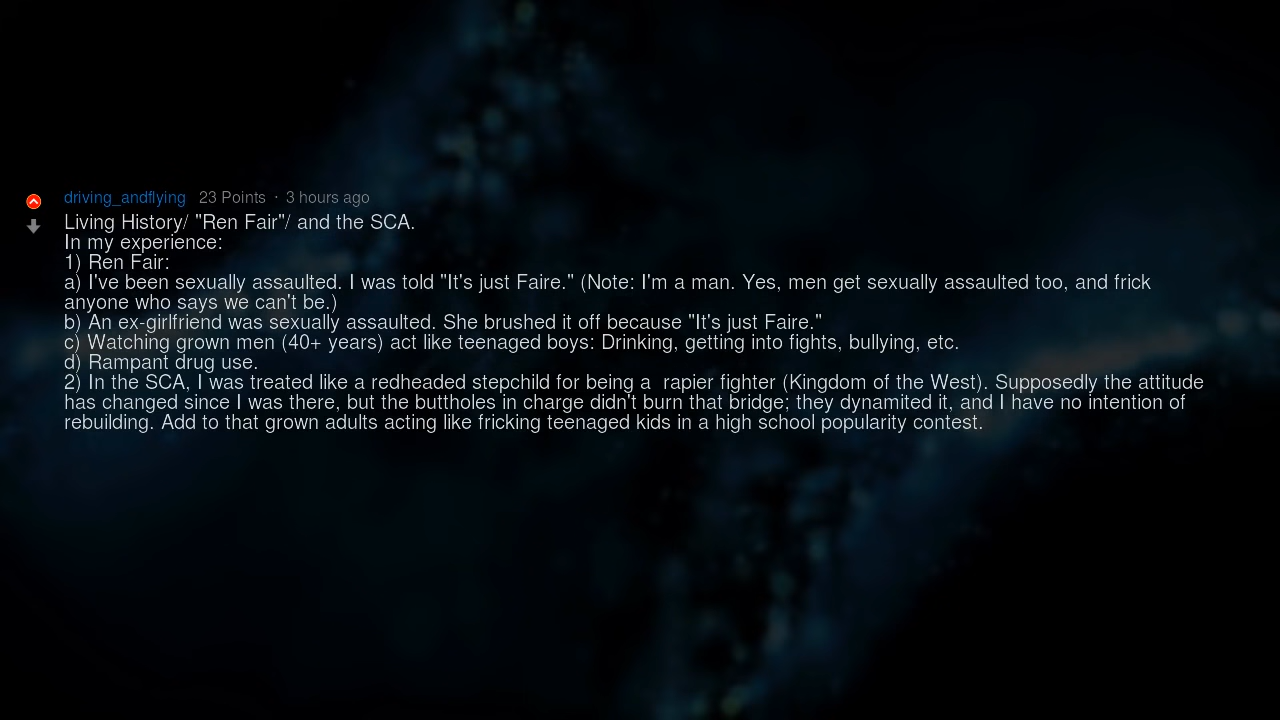 driving_andflying 23 Points · 3 hours ago
Living History/ "Ren Fair"/ and the SCA.
In my experience:
1) Ren Fair:
a) I've been sexually assaulted. I was told "It's just Faire." (Note: I'm a man. Yes, men get sexually assaulted too, and frick
anyone who says we can't be.)
b) An ex-girlfriend was sexually assaulted. She brushed it off because "It's just Faire."
c) Watching grown men (40+ years) act like teenaged boys: Drinking, getting into fights, bullying, etc.
d) Rampant drug use.
2) In the SCA, I was treated like a redheaded stepchild for being a  rapier fighter (Kingdom of the West). Supposedly the attitude
has changed since I was there, but the buttholes in charge didn't burn that bridge; they dynamited it, and I have no intention of
rebuilding. Add to that grown adults acting like fricking teenaged kids in a high school popularity contest.